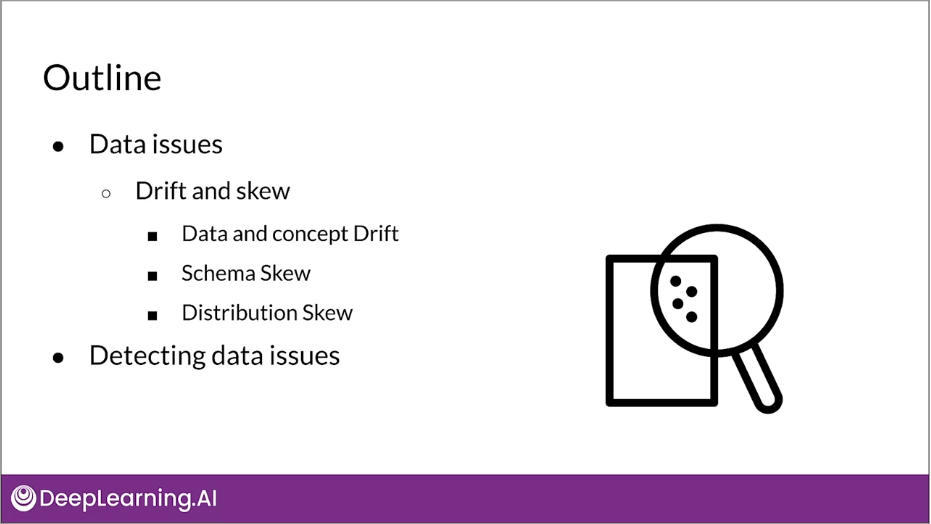 Outline
● Data issues
○ Drift and skew
■ Data and concept Drift
■ Schema Skew
■ Distribution Skew
● Detecting data issues
DeepLearning.AI